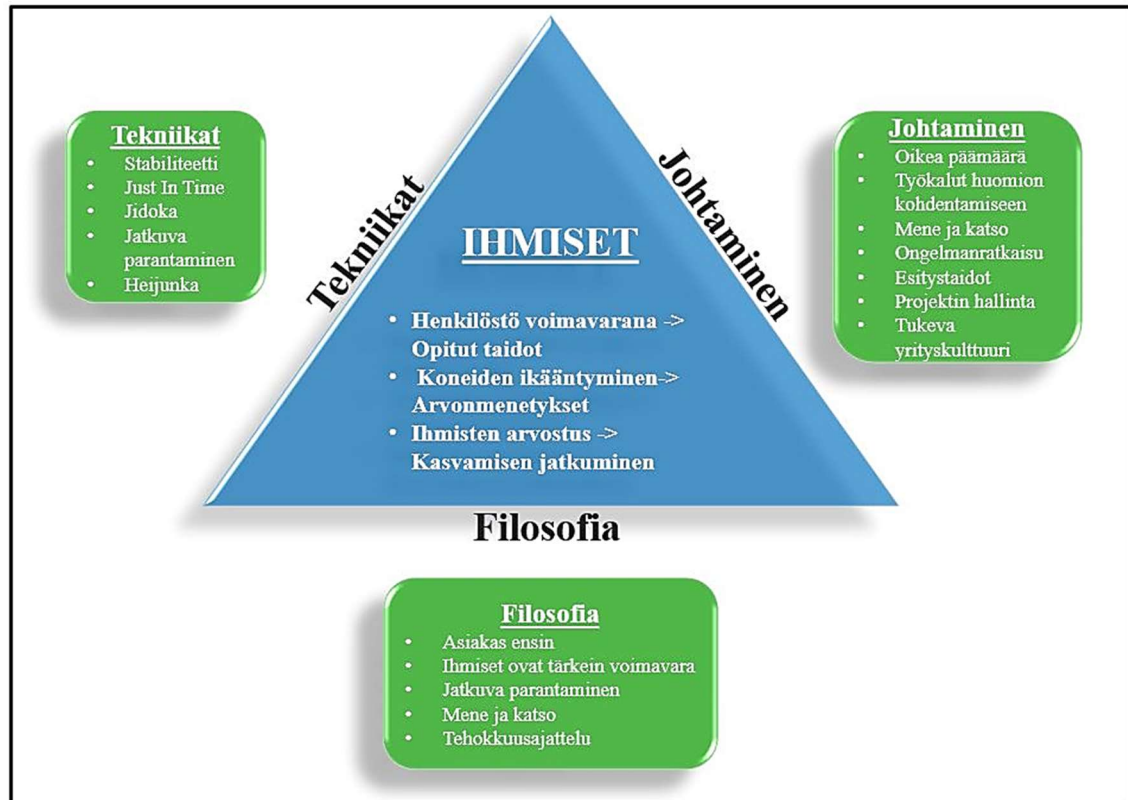 Tekniikat
• Stabiliteetti
• Just In Time
• Jidoka
• Jatkuva
parantaminen
• Heijunka
Tekniikat
IHMISET
• Henkilöstö voimavarana ->
Opitut taidot
• Koneiden ikääntyminen->
Arvonmenetykset
• Ihmisten arvostus ->
Kasvamisen jatkuminen
Johtaminen
Johtaminen
• Oikea päämäärä
• Työkalut huomion
kohdentamiseen
• Mene ja katso
• Ongelmanratkaisu
• Esitystaidot
• Projektin hallinta
• Tukeva
yrityskulttuuri
Filosofia
Filosofia
• Asiakas ensin
• Ihmiset ovat tärkein voimavara
• Jatkuva parantaminen
• Mene ja katso
• Tehokkuusajattelu